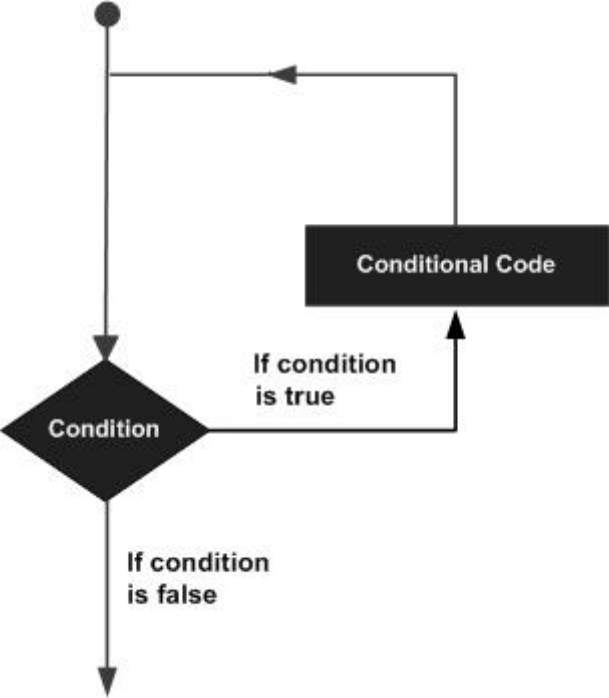 Conditional Code
If condition
is true
Condition
If condition
is false